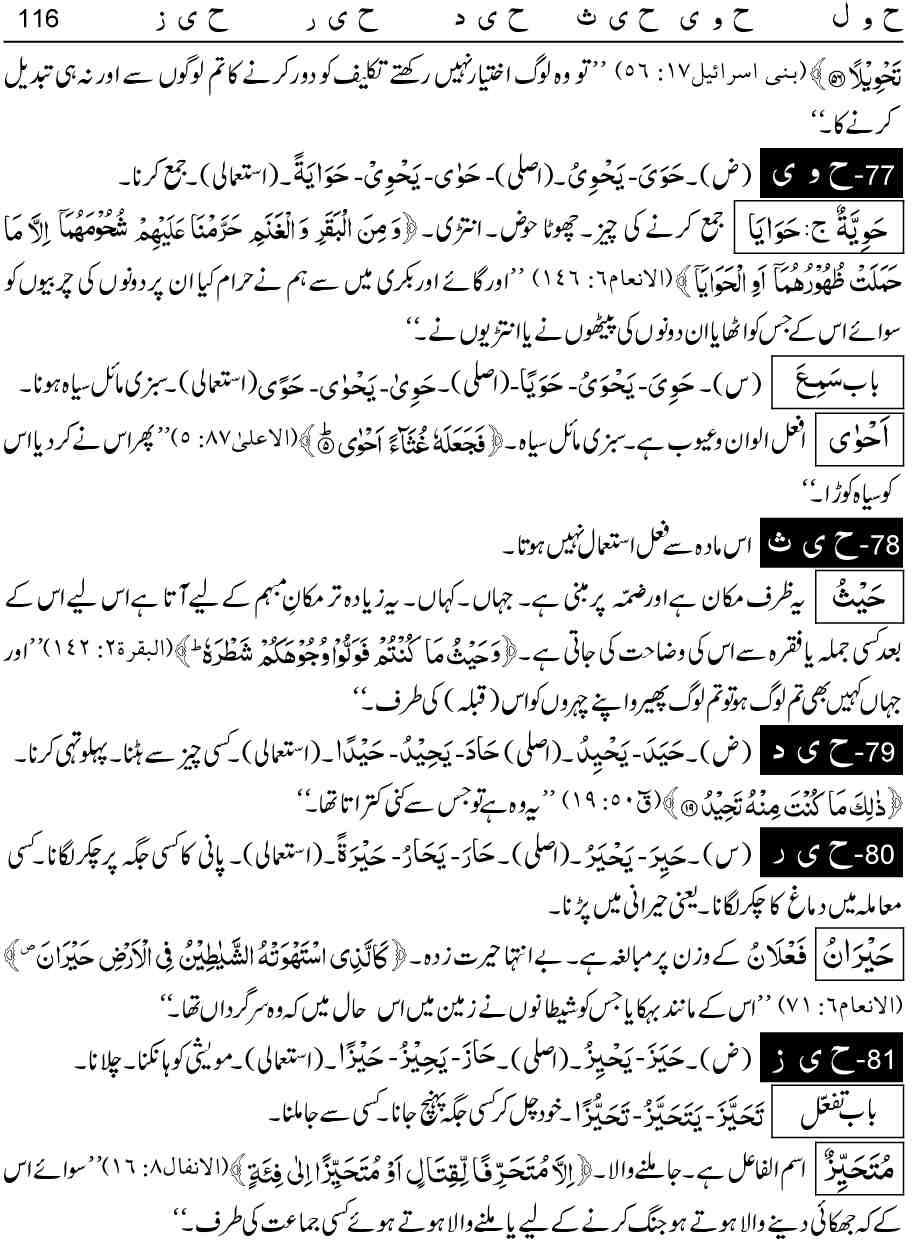 ح و ل ح و ی ح ی ث ح ی د ح ی ر ح ی ز 116
تَحْوِیْلًا ﴿۵۶﴾﴾ (بنی اسرائیل۱۷: ۵۶) ’’تو وہ لوگ اختیار نہیں رکھتے تکلیف کو دور کرنے کا تم لوگوں سے اور نہ ہی تبدیل
کرنے کا۔‘‘
77-ح و ی (ض)۔ حَوَیَ- یَحْوِیُ۔ (اصلی)- حَوٰی- یَحْوِیْ- حَوَایَةً۔ (استعمالی)۔ جمع کرنا۔
حَوِیَّةٌ ج: حَوَایَا جمع کرنے کی چیز۔ چھوٹا حوض۔ انتڑی۔ ﴿وَ مِنَ الْبَقَرِ وَ الْغَنَمِ حَرَّمْنَا عَلَیْهِمْ شُحُوْمَهُمَاۤ اِلَّا مَا
حَمَلَتْ ظُهُوْرُهُمَاۤ اَوِ الْحَوَایَاۤ﴾ (الانعام۶: ۱۴۶) ’’اور گائے اور بکری میں سے ہم نے حرام کیا ان پر دونوں کی چربیوں کو
سوائے اس کے جس کو اٹھایا ان دونوں کی پیٹھوں نے یا انتڑیوں نے۔‘‘
باب سَمِعَ (س)۔ حَوِیَ- یَحْوَیُ- حَوَیًا- (اصلی)۔ حَوِیَ- یَحْوٰی- حَوًی (استعمالی)۔ سبزی مائل سیاہ ہونا۔
اَحْوٰی افعل الوان و عیوب ہے۔ سبزی مائل سیاہ۔ ﴿فَجَعَلَهٗ غُثَآءً اَحْوٰی ﴿۵﴾ؕ﴾ (الاعلیٰ۸۷: ۵) ’’پھر اس نے کر دیا اس
کو سیاہ کوڑا۔‘‘
78-ح ی ث اس مادہ سے فعل استعمال نہیں ہوتا۔
حَیْثُ یہ ظرف مکان ہے اور ضمّہ پر مبنی ہے۔ جہاں۔ کہاں۔ یہ زیادہ تر مکانِ مبہم کے لیے آتا ہے اس لیے اس کے
بعد کسی جملہ یا فقرہ سے اس کی وضاحت کی جاتی ہے۔ ﴿وَ حَیْثُ مَا كُنْتُمْ فَوَلُّوْا وُجُوْهَكُمْ شَطْرَهٗؕ﴾ (البقرة۲: ۱۴۲) ’’اور
جہاں کہیں بھی تم لوگ ہو تو تم لوگ پھیرو اپنے چہروں کو اس (قبلہ) کی طرف۔‘‘
79-ح ی د (ض)۔ حَیَدَ- یَحْیِدُ۔ (اصلی) حَادَ- یَحِیْدُ- حَیْدًا۔ (استعمالی)۔ کسی چیز سے ہٹنا۔ پہلو تہی کرنا۔
﴿ذٰلِكَ مَا كُنْتَ مِنْهُ تَحِیْدُ ﴿۱۹﴾﴾ (قٓ۵۰: ۱۹) ’’یہ وہ ہے تو جس سے کنی کتراتا تھا۔‘‘
80-ح ی ر (س)۔ حَیِرَ- یَحْیَرُ۔ (اصلی)۔ حَارَ- یَحَارُ- حَیْرَةً۔ (استعمالی)۔ پانی کا کسی جگہ پر چکر لگانا۔ کسی
معاملہ میں دماغ کا چکر لگانا۔ یعنی حیرانی میں پڑنا۔
حَیْرَانُ فَعْلَانُ کے وزن پر مبالغہ ہے۔ بے انتہا حیرت زدہ۔ ﴿كَالَّذِی اسْتَهْوَتْهُ الشَّیٰطِیْنُ فِی الْاَرْضِ حَیْرَانَ ۪﴾
(الانعام۶: ۷۱) ’’اس کے مانند بہکایا جس کو شیطانوں نے زمین میں اس حال میں کہ وہ سرگرداں تھا۔‘‘
81-ح ی ز (ض)۔ حَیَزَ- یَحْیِزُ۔ (اصلی)۔ حَازَ- یَحِیْزُ- حَیْزًا۔ (استعمالی)۔ مویشی کو ہانکنا۔ چلانا۔
باب تفعّل تَحَیَّزَ- یَتَحَیَّزُ- تَحَیُّزًا۔ خود چل کر کسی جگہ پہنچ جانا۔ کسی سے جا ملنا۔
مُتَحَیِّزٌ اسم الفاعل ہے۔ جا ملنے والا۔ ﴿اِلَّا مُتَحَرِّفًا لِّقِتَالٍ اَوْ مُتَحَیِّزًا اِلٰی فِئَةٍ﴾ (الانفال۸: ۱۶) ’’سوائے اس
کے کہ جھکائی دینے والا ہوتے ہو جنگ کرنے کے لیے یا ملنے والا ہوتے ہوئے کسی جماعت کی طرف۔‘‘